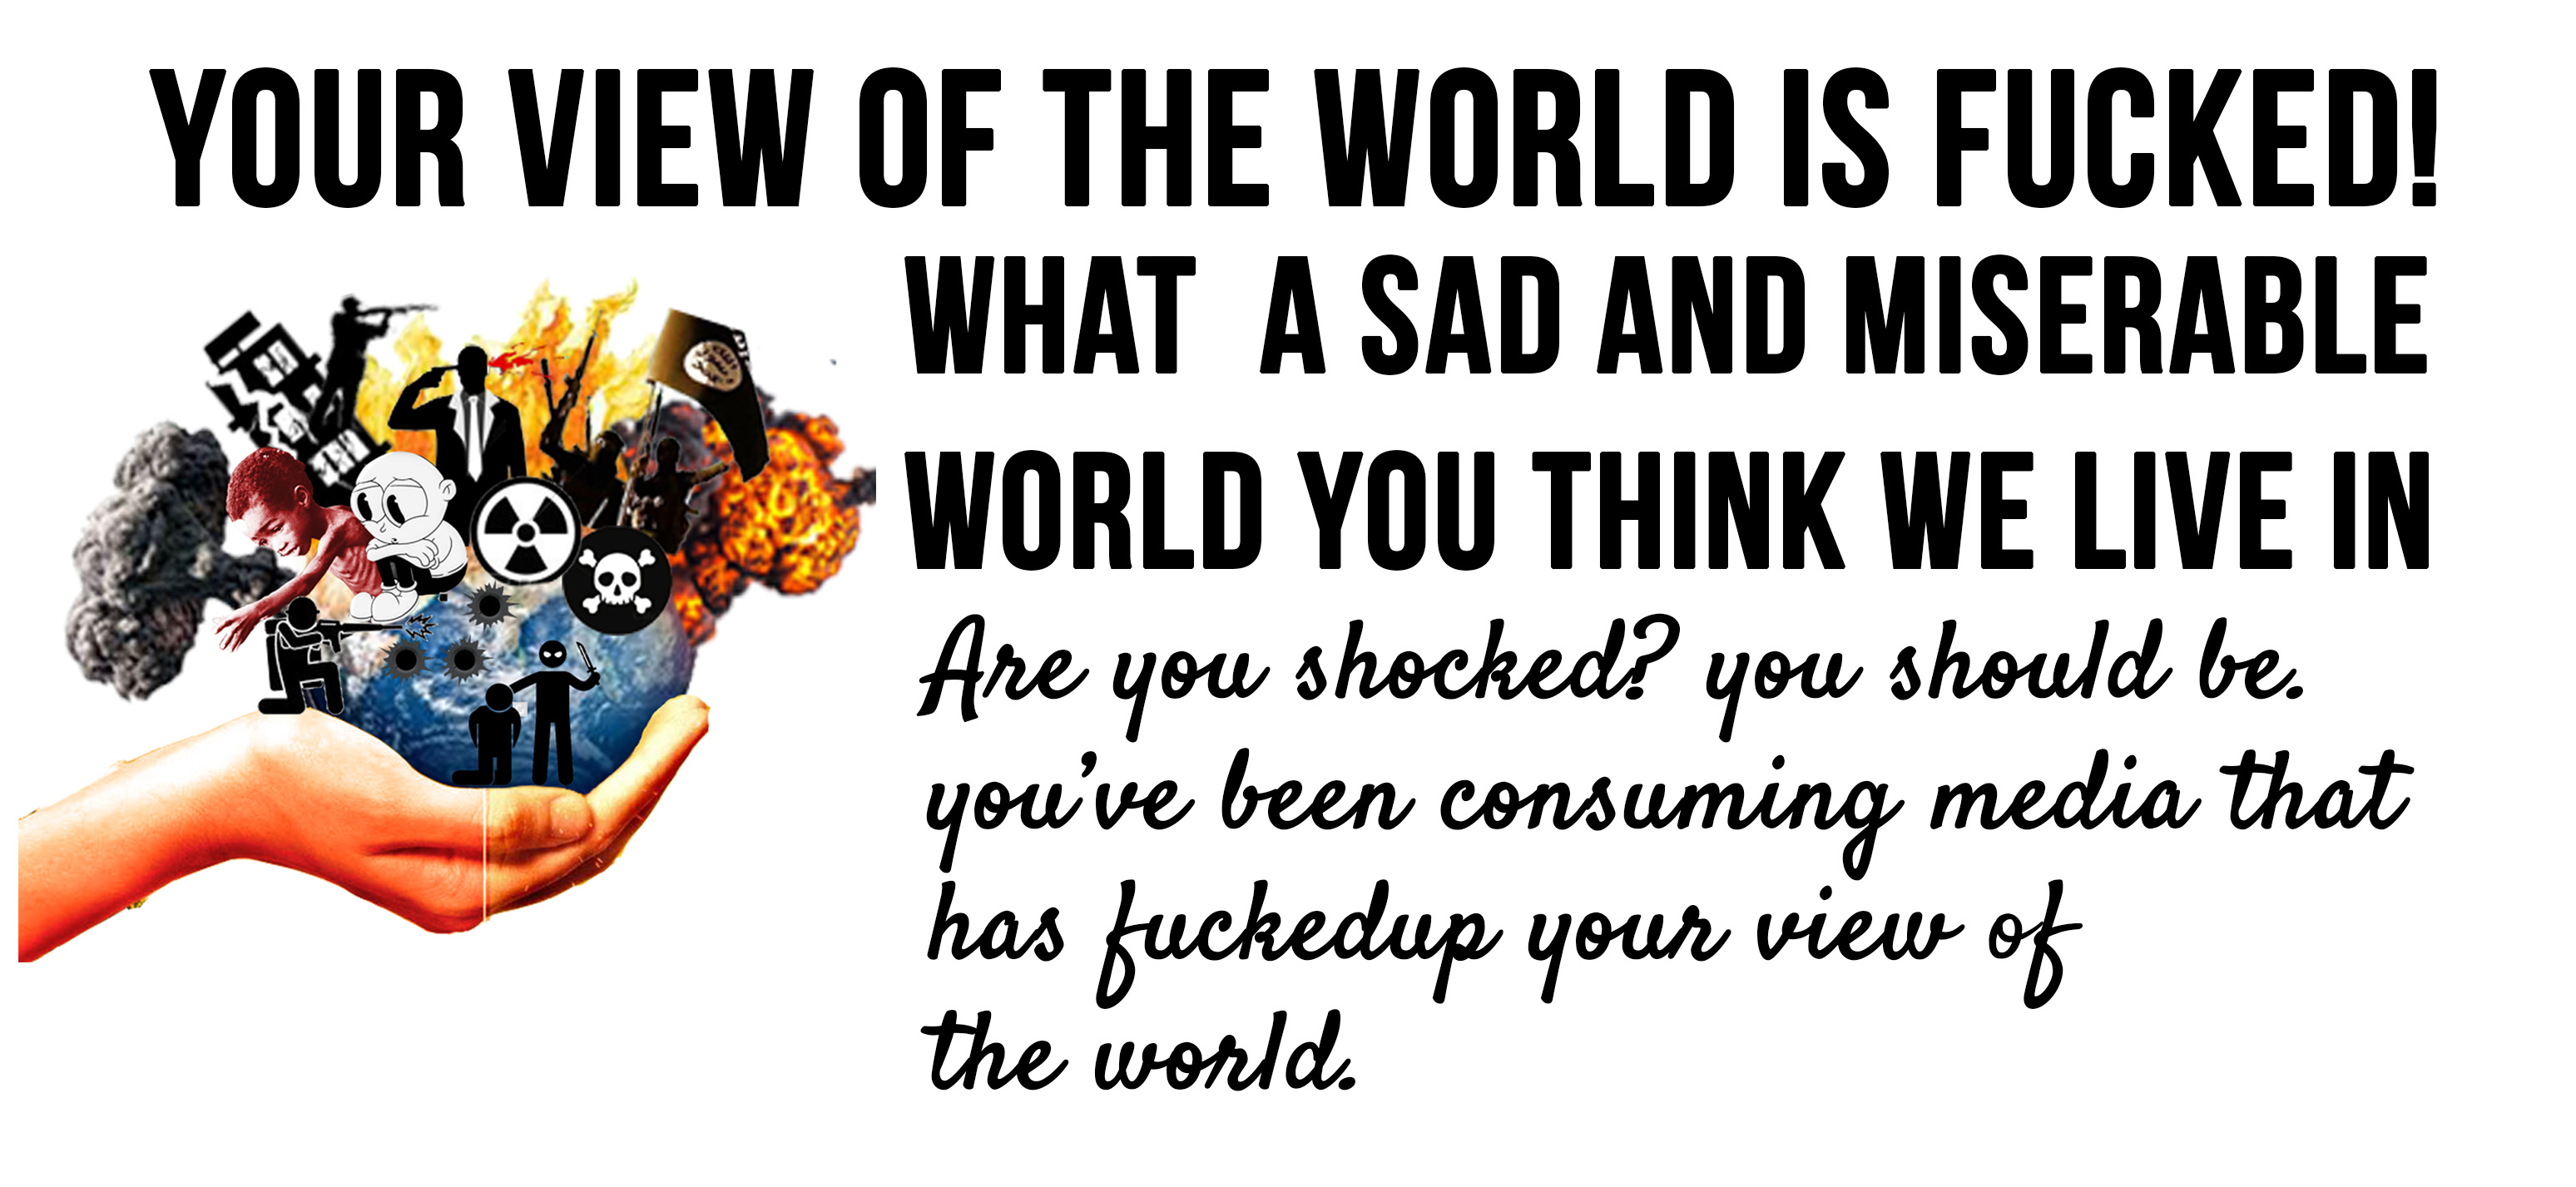 YOUR VIEW OF THE WORLD IS FUCKED!
WHAT A SAD AND MISERABLE
WORLD YOU THINK WE LIVE IN
Are you shocked? you should be.
you've been consuming media that
has fuckedup your view of
the world.